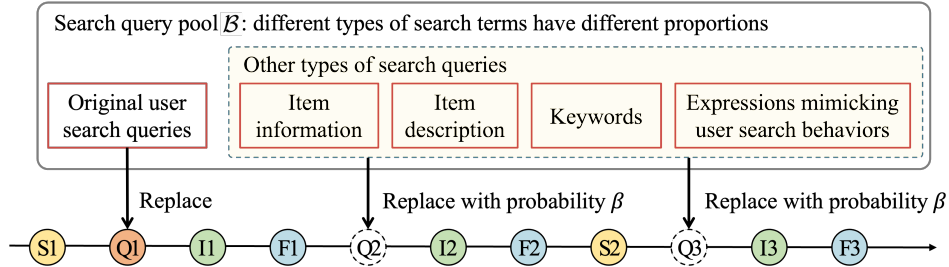 Search query pool B: different types of search terms have different proportions
Other types of search queries
Original user
search queries
Item
information
Item
description
Keywords
Expressions mimicking
user search behaviors
Replace
Replace with probability β
Replace with probability β
S1 Q1 I1 F1 Q2 I2 F2 S2 Q3 I3 F3